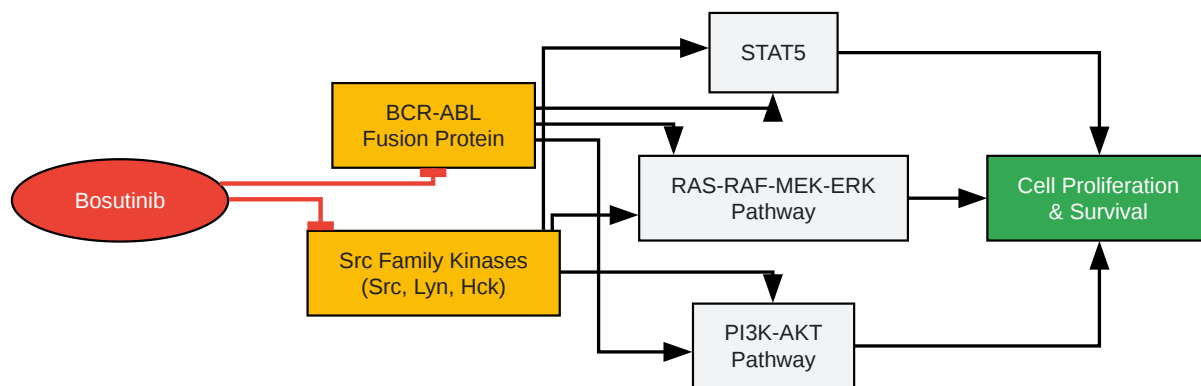 Bosutinib
BCR-ABL
Fusion Protein
Src Family Kinases
(Src, Lyn, Hck)
STAT5
RAS-RAF-MEK-ERK
Pathway
PI3K-AKT
Pathway
Cell Proliferation
& Survival